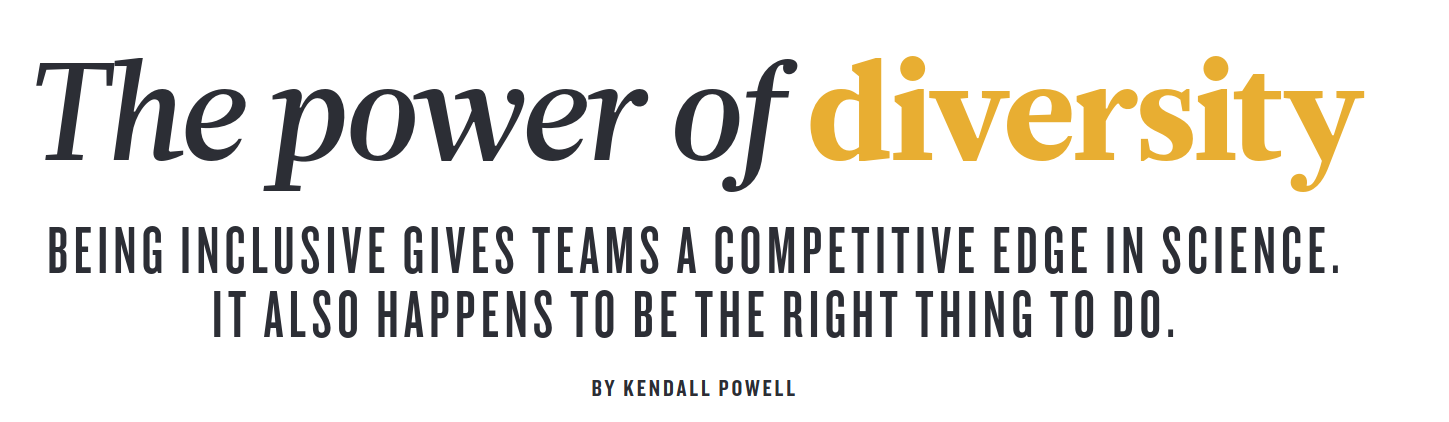 The power of diversity
BEING INCLUSIVE GIVES TEAMS A COMPETITIVE EDGE IN SCIENCE.
IT ALSO HAPPENS TO BE THE RIGHT THING TO DO.
BY KENDALL POWELL